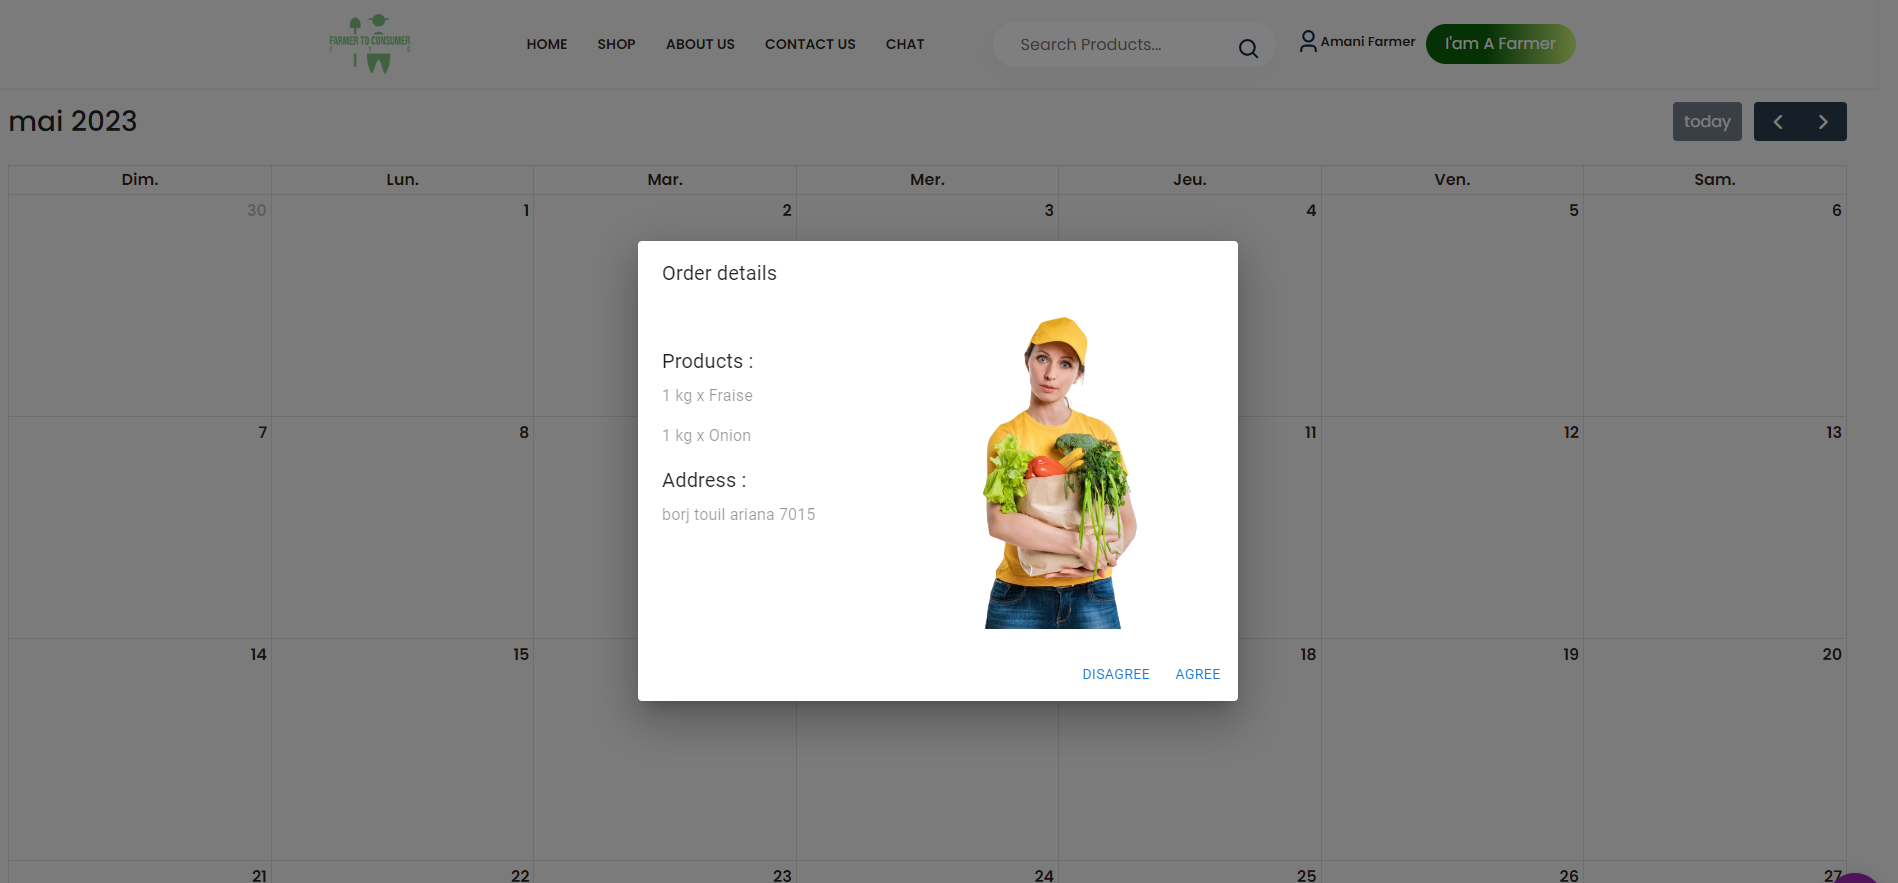 FARMER TO CONSUMER
F T C
HOME SHOP ABOUT US CONTACT US CHAT
Search Products...
Amani Farmer
I'am A Farmer
mai 2023
today
Dim. Lun. Mar. Mer. Jeu. Ven. Sam.
30 1 2 3 4 5 6
Order details
Products :
1 kg x Fraise
1 kg x Onion
Address :
borj touil ariana 7015
DISAGREE AGREE
7 8 11 12 13
14 15 18 19 20
21 22 23 24 25 26 27